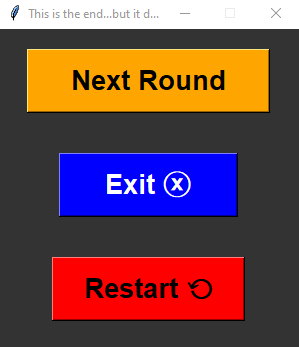 This is the end...but it d...
Next Round
Exit ⓧ
Restart ↺